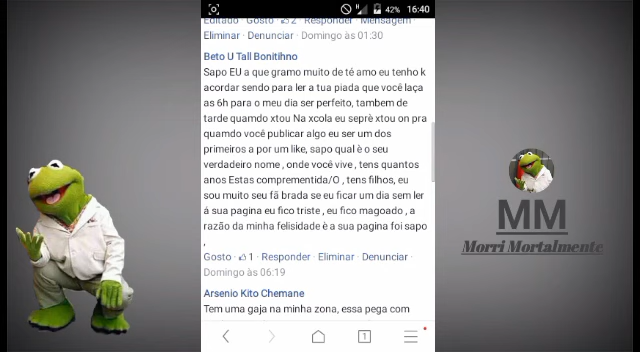 42% 16:40
Editado · Gosto · 2 · Responder · Mensagem ·
Eliminar · Denunciar · Domingo às 01:30
Beto U Tall Bonitihno
Sapo EU a que gramo muito de té amo eu tenho k
acordar sendo para ler a tua piada que você laça
as 6h para o meu dia ser perfeito, tambem de
tarde quamdo xtou Na xcola eu seprè xtou on pra
quamdo você publicar algo eu ser um dos
primeiros a por um like, sapo qual è o seu
verdadeiro nome , onde você vive , tens quantos
anos Estas comprementida/O , tens filhos, eu
sou muito seu fã brada se eu ficar um dia sem ler
á sua pagina eu fico triste , eu fico magoado , a
razão da minha felisidade è a sua pagina foi sapo
,
Gosto · 1 · Responder · Eliminar · Denunciar ·
Domingo às 06:19
Arsenio Kito Chemane
Tem uma gaja na minha zona, essa pega com
1
MM
Morri Mortalmente